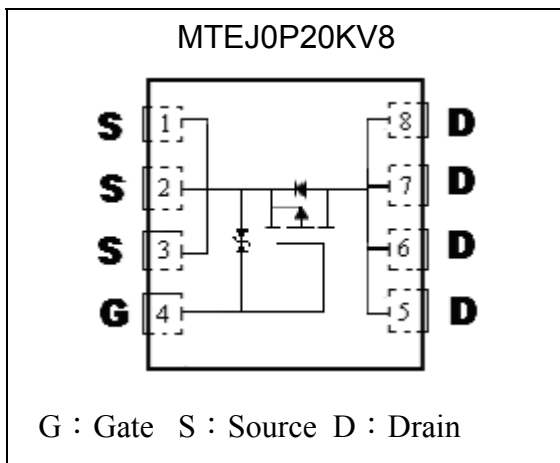 MTEJ0P20KV8
S 1 8 D
S 2 7 D
S 3 6 D
G 4 5 D
G：Gate S：Source D：Drain